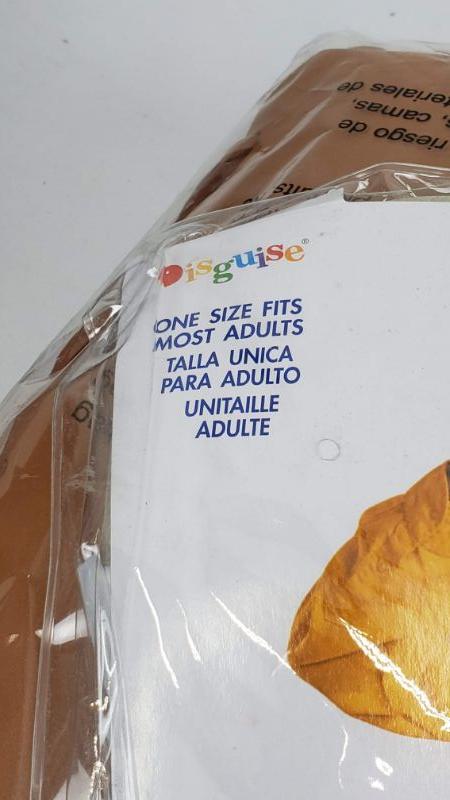 teriales de
, camas,
riesgo de
Disguise®
ONE SIZE FITS
MOST ADULTS
TALLA UNICA
PARA ADULTO
UNITAILLE
ADULTE